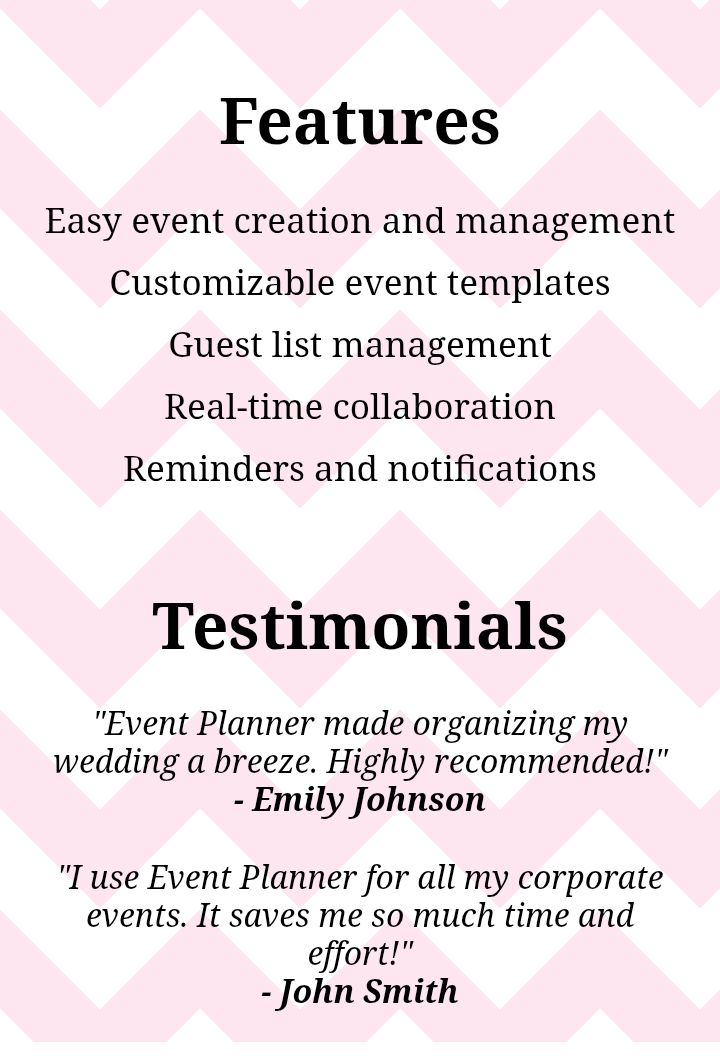 Features
Easy event creation and management
Customizable event templates
Guest list management
Real-time collaboration
Reminders and notifications
Testimonials
"Event Planner made organizing my
wedding a breeze. Highly recommended!"
- Emily Johnson
"I use Event Planner for all my corporate
events. It saves me so much time and
effort!"
- John Smith